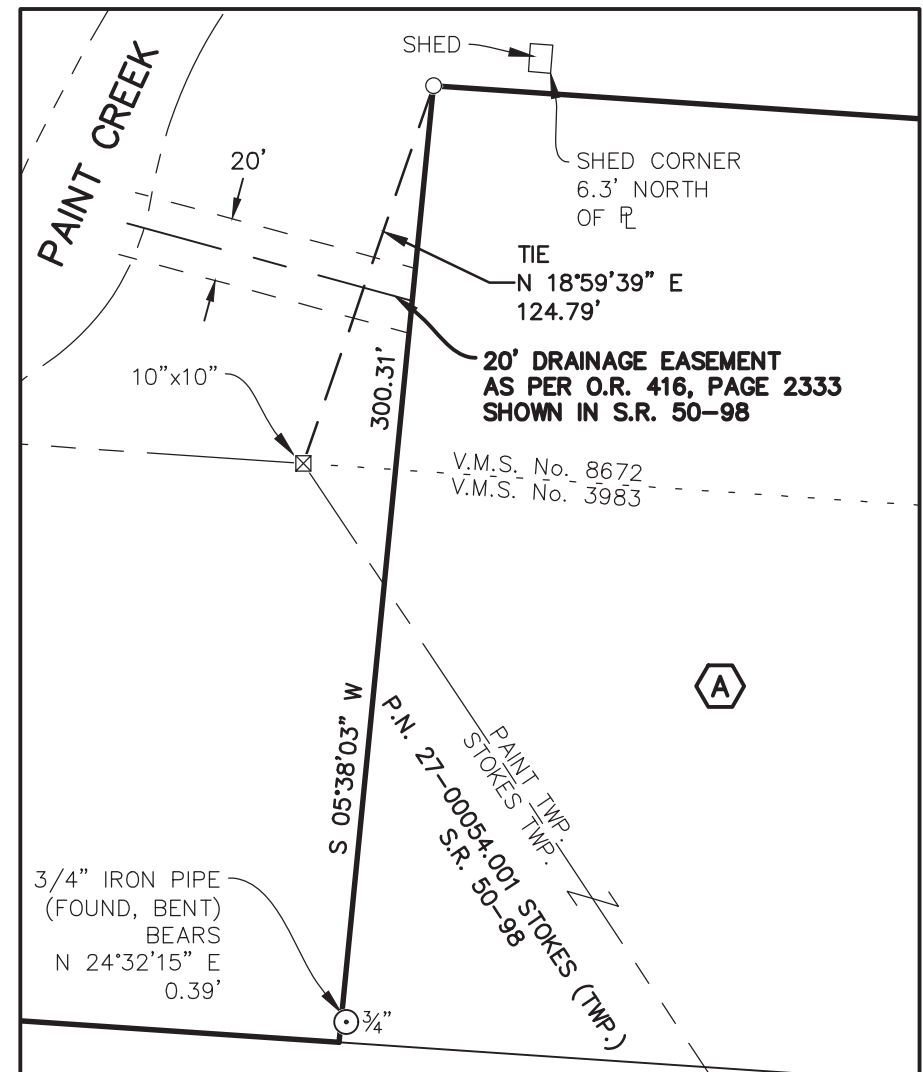 SHED
PAINT CREEK
20'
SHED CORNER
6.3' NORTH
OF ℙL
TIE
N 18°59'39" E
124.79'
20' DRAINAGE EASEMENT
AS PER O.R. 416, PAGE 2333
SHOWN IN S.R. 50-98
300.31'
10"x10"
V.M.S. No. 8672
V.M.S. No. 3983
A
S 05°38'03" W
PAINT TWP.
STOKES TWP.
P.N. 27-00054.001 STOKES (TWP.)
S.R. 50-98
3/4" IRON PIPE
(FOUND, BENT)
BEARS
N 24°32'15" E
0.39'
3/4"